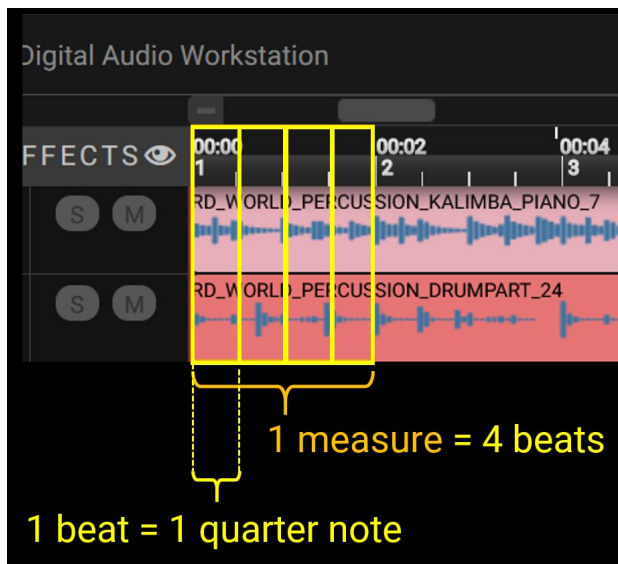 Digital Audio Workstation
FFECTS 00:00 00:02 00:04
1 2 3
S M RD_WORLD_PERCUSSION_KALIMBA_PIANO_7
S M RD_WORLD_PERCUSSION_DRUMPART_24
1 measure = 4 beats
1 beat = 1 quarter note